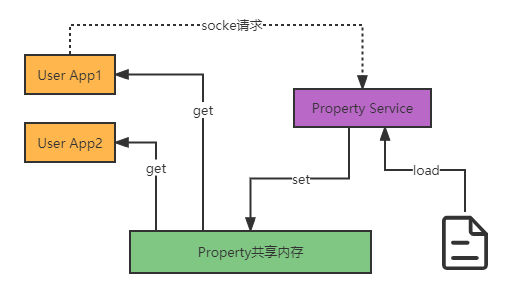 socke请求
User App1
Property Service
get
User App2
get
set
load
Property共享内存